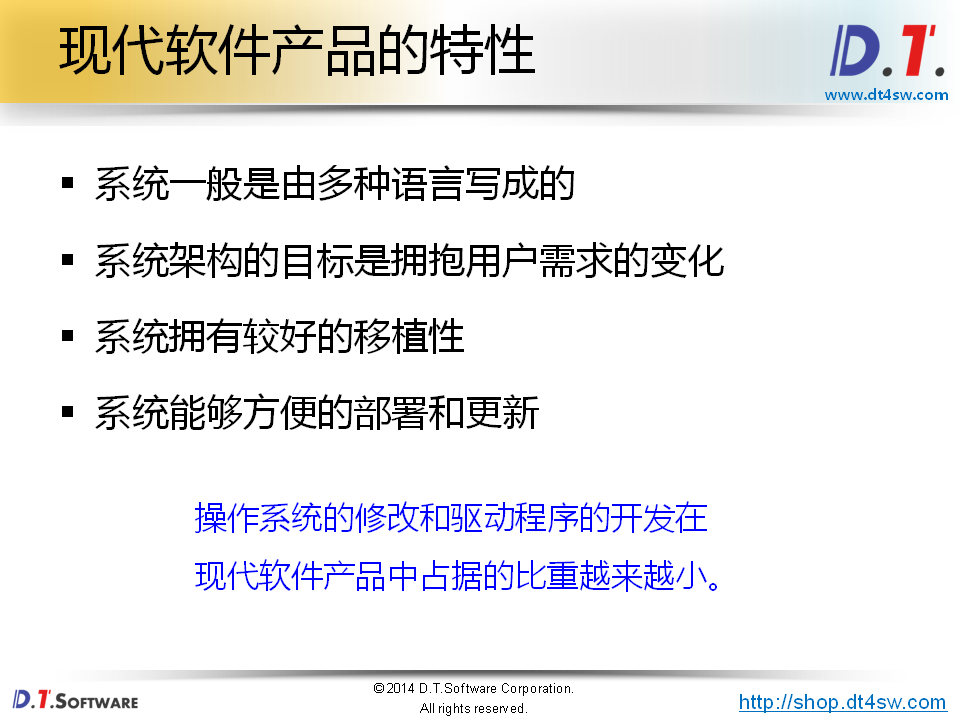 现代软件产品的特性
D.T.
www.dt4sw.com
▪ 系统一般是由多种语言写成的
▪ 系统架构的目标是拥抱用户需求的变化
▪ 系统拥有较好的移植性
▪ 系统能够方便的部署和更新
操作系统的修改和驱动程序的开发在
现代软件产品中占据的比重越来越小。
D.T.SOFTWARE
©2014 D.T.Software Corporation.
All rights reserved.
http://shop.dt4sw.com